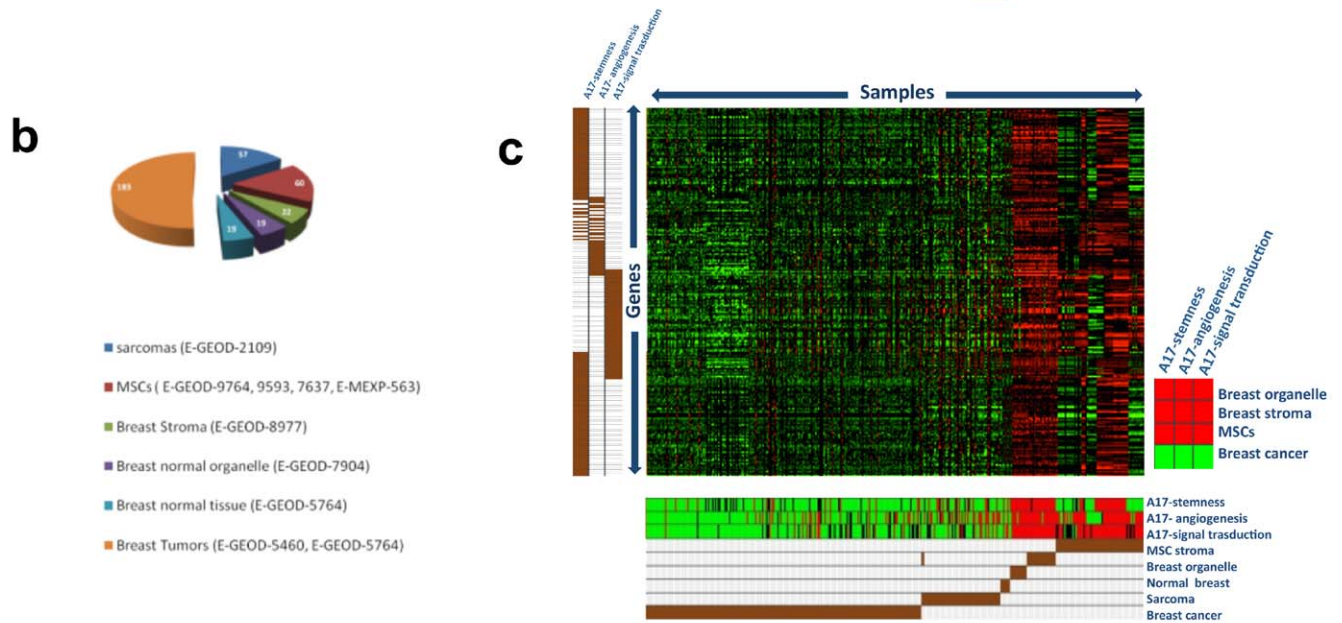 b
183
57
60
22
19
19
sarcomas (E-GEOD-2109)
MSCs ( E-GEOD-9764, 9593, 7637, E-MEXP-563)
Breast Stroma (E-GEOD-8977)
Breast normal organelle (E-GEOD-7904)
Breast normal tissue (E-GEOD-5764)
Breast Tumors (E-GEOD-5460, E-GEOD-5764)
c
A17-stemness
A17- angiogenesis
A17-signal trasduction
Samples
Genes
A17-stemness
A17-angiogenesis
A17-signal transduction
Breast organelle
Breast stroma
MSCs
Breast cancer
A17-stemness
A17- angiogenesis
A17-signal trasduction
MSC stroma
Breast organelle
Normal breast
Sarcoma
Breast cancer